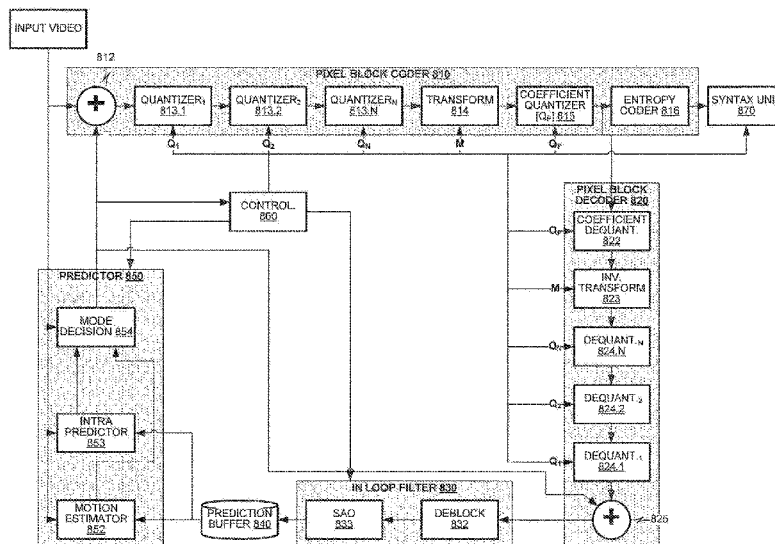 INPUT VIDEO
812
PIXEL BLOCK CODER 810
QUANTIZER1
813.1
QUANTIZER2
813.2
QUANTIZERN
813.N
TRANSFORM
814
COEFFICIENT
QUANTIZER
[QP] 815
ENTROPY
CODER 816
SYNTAX UNIT
870
Q1
Q2
QN
M
QP
CONTROL.
860
PIXEL BLOCK
DECODER 820
QP
COEFFICIENT
DEQUANT.
822
M
INV.
TRANSFORM
823
QN
DEQUANT.N
824.N
Q2
DEQUANT.2
824.2
Q1
DEQUANT.1
824.1
825
PREDICTOR 850
MODE
DECISION 854
INTRA
PREDICTOR
853
MOTION
ESTIMATOR
852
PREDICTION
BUFFER 840
IN LOOP FILTER 830
SAO
833
DEBLOCK
832